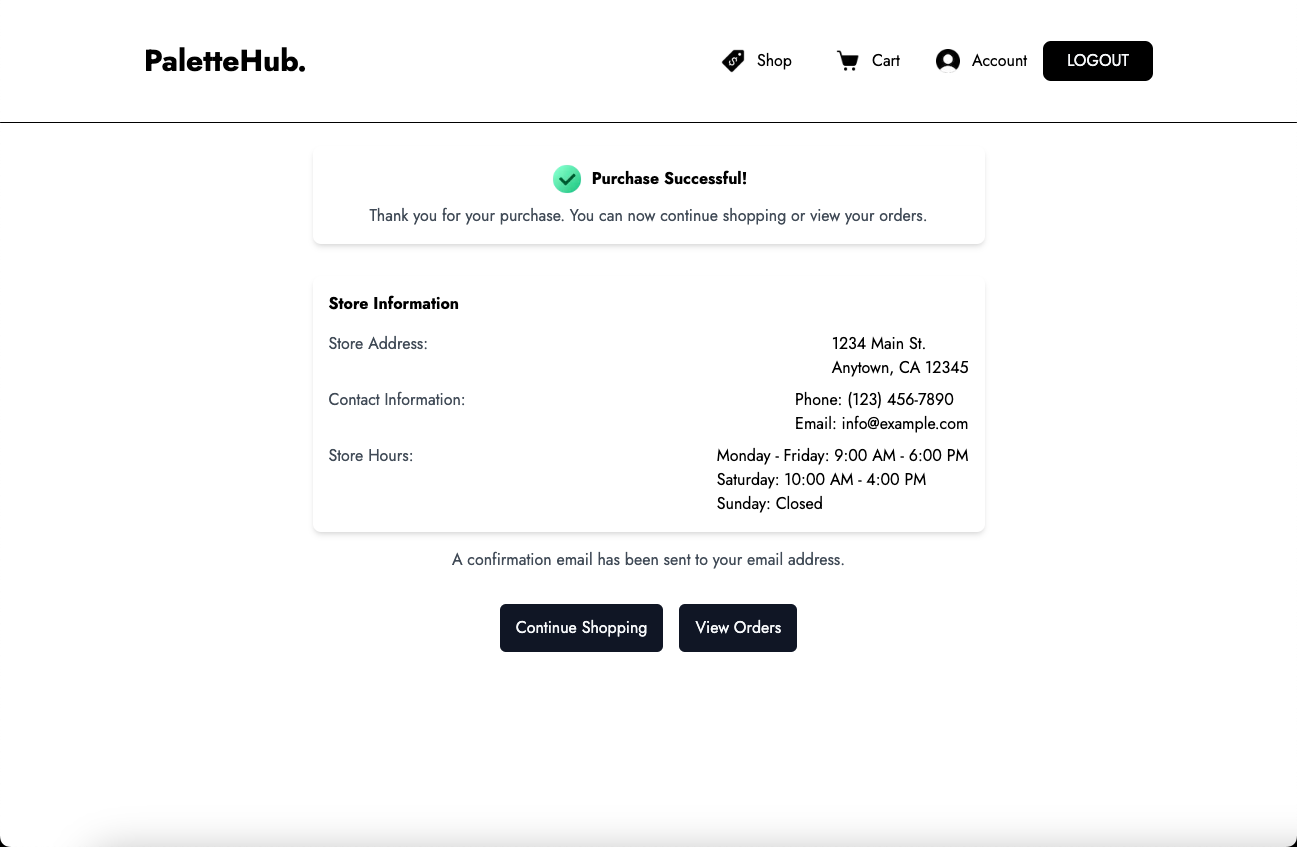 PaletteHub.
Shop
Cart
Account
LOGOUT
Purchase Successful!
Thank you for your purchase. You can now continue shopping or view your orders.
Store Information
Store Address:
1234 Main St.
Anytown, CA 12345
Contact Information:
Phone: (123) 456-7890
Email: info@example.com
Store Hours:
Monday - Friday: 9:00 AM - 6:00 PM
Saturday: 10:00 AM - 4:00 PM
Sunday: Closed
A confirmation email has been sent to your email address.
Continue Shopping
View Orders